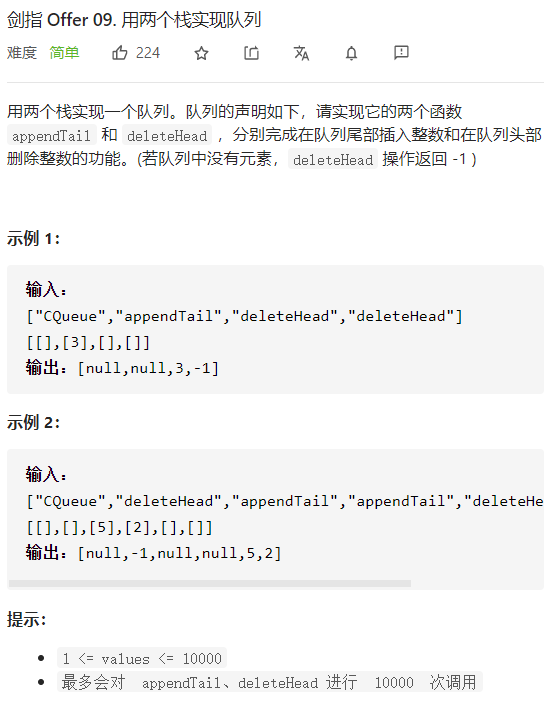 剑指 Offer 09. 用两个栈实现队列
难度 简单 224
用两个栈实现一个队列。队列的声明如下，请实现它的两个函数
appendTail 和 deleteHead ，分别完成在队列尾部插入整数和在队列头部
删除整数的功能。(若队列中没有元素，deleteHead 操作返回 -1 )
示例 1：
输入：
["CQueue","appendTail","deleteHead","deleteHead"]
[[],[3],[],[]]
输出：[null,null,3,-1]
示例 2：
输入：
["CQueue","deleteHead","appendTail","appendTail","deleteHe
[[],[],[5],[2],[],[]]
输出：[null,-1,null,null,5,2]
提示：
1 <= values <= 10000
最多会对 appendTail、deleteHead 进行 10000 次调用